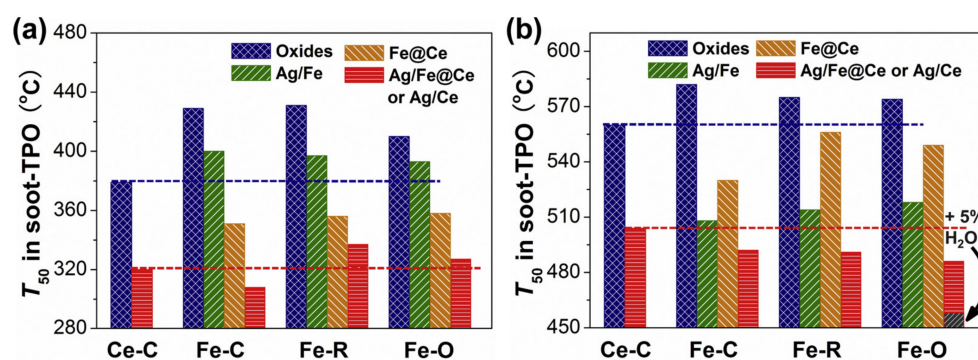 (a)
T50 in soot-TPO (°C)
480
440
400
360
320
280
Oxides
Fe@Ce
Ag/Fe
Ag/Fe@Ce
or Ag/Ce
Ce-C
Fe-C
Fe-R
Fe-O
(b)
T50 in soot-TPO (°C)
600
570
540
510
480
450
Oxides
Fe@Ce
Ag/Fe
Ag/Fe@Ce or Ag/Ce
+ 5%
H2O
Ce-C
Fe-C
Fe-R
Fe-O